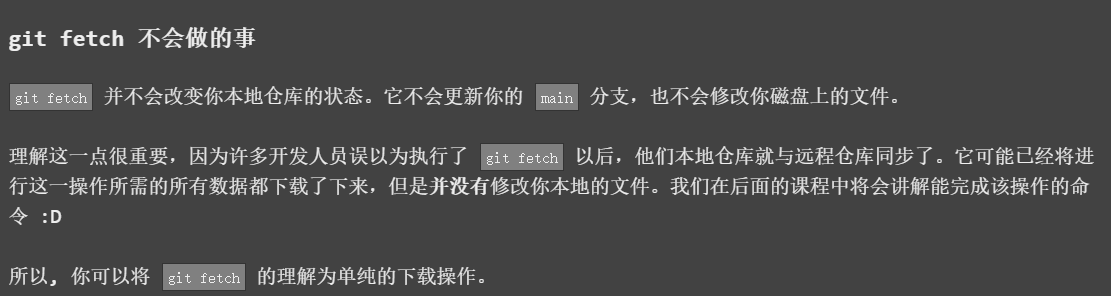 git fetch 不会做的事
git fetch 并不会改变你本地仓库的状态。它不会更新你的 main 分支，也不会修改你磁盘上的文件。
理解这一点很重要，因为许多开发人员误以为执行了 git fetch 以后，他们本地仓库就与远程仓库同步了。它可能已经将进
行这一操作所需的所有数据都下载了下来，但是并没有修改你本地的文件。我们在后面的课程中将会讲解能完成该操作的命
令 :D
所以, 你可以将 git fetch 的理解为单纯的下载操作。